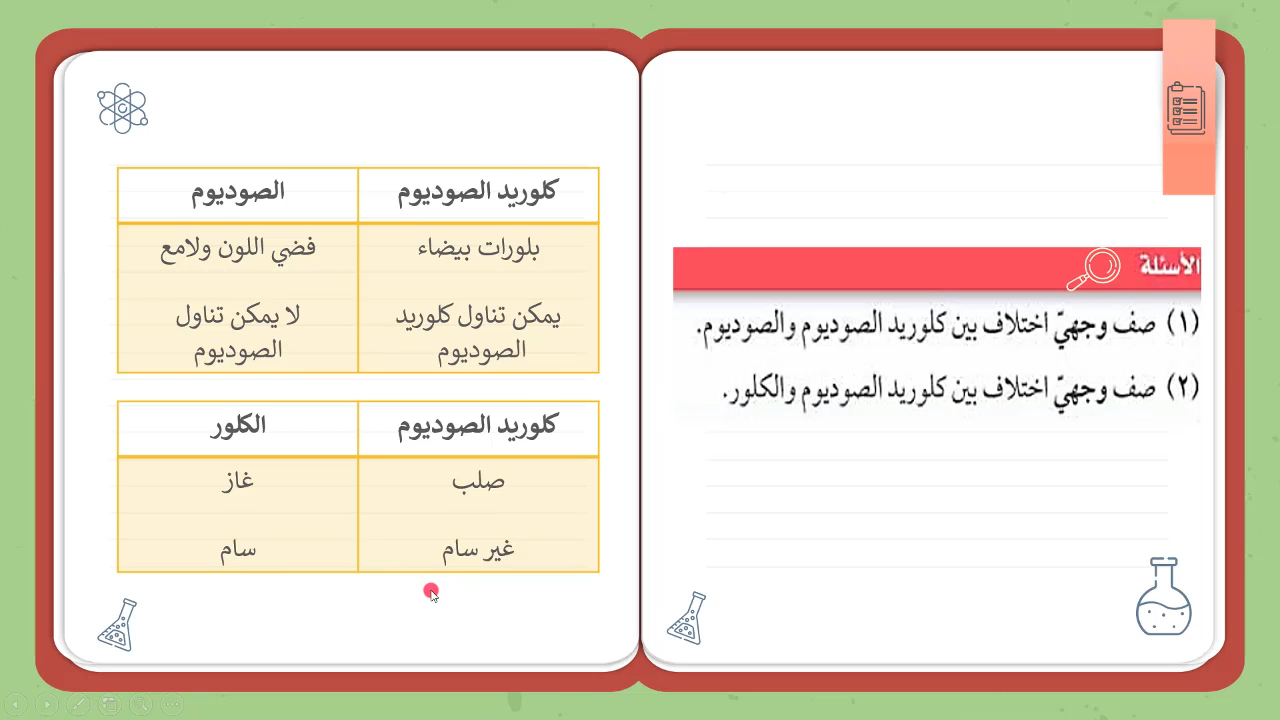 الأسئلة
(١) صف وجهيّ اختلاف بين كلوريد الصوديوم والصوديوم.
(٢) صف وجهيّ اختلاف بين كلوريد الصوديوم والكلور.
كلوريد الصوديوم
الصوديوم
بلورات بيضاء
فضي اللون ولامع
يمكن تناول كلوريد
الصوديوم
لا يمكن تناول
الصوديوم
كلوريد الصوديوم
الكلور
صلب
غاز
غير سام
سام